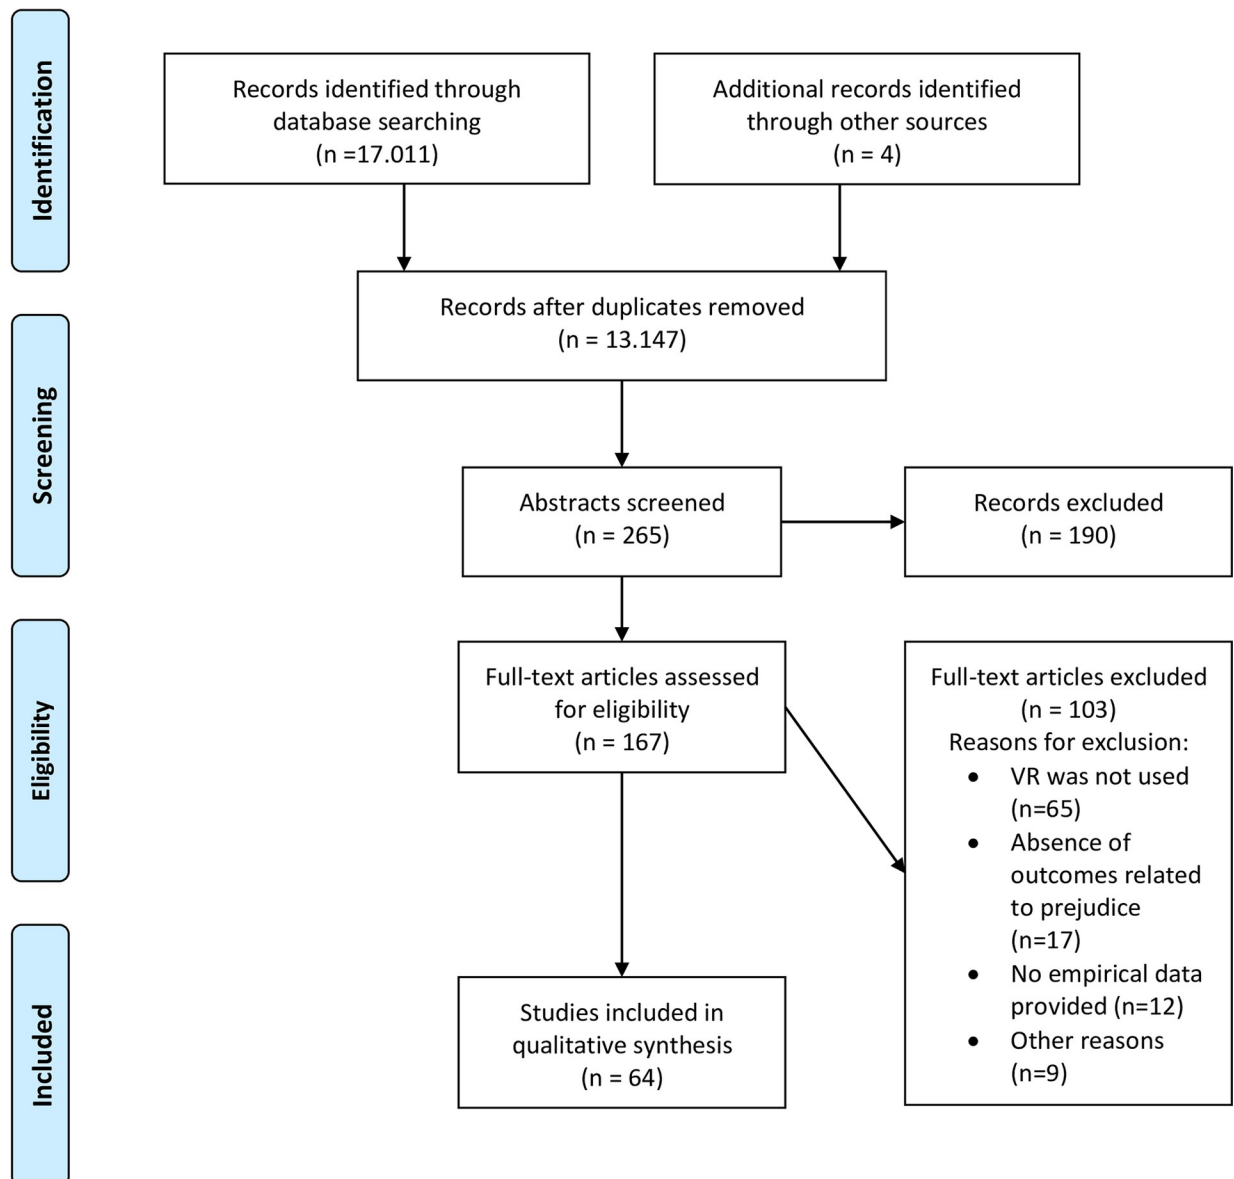 Identification
Records identified through
database searching
(n =17.011)
Additional records identified
through other sources
(n = 4)
Records after duplicates removed
(n = 13.147)
Screening
Abstracts screened
(n = 265)
Records excluded
(n = 190)
Eligibility
Full-text articles assessed
for eligibility
(n = 167)
Full-text articles excluded
(n = 103)
Reasons for exclusion:
• VR was not used
(n=65)
• Absence of
outcomes related
to prejudice
(n=17)
• No empirical data
provided (n=12)
• Other reasons
(n=9)
Included
Studies included in
qualitative synthesis
(n = 64)